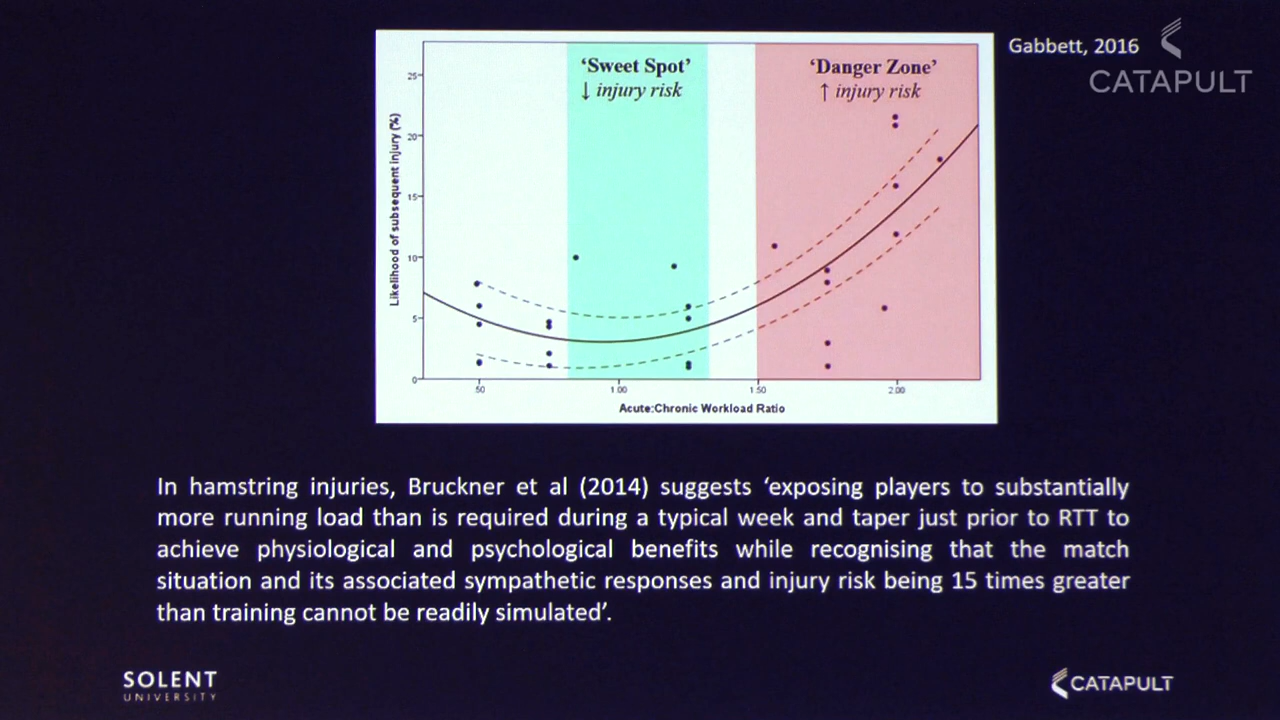 Gabbett, 2016
CATAPULT
'Sweet Spot'
↓ injury risk
'Danger Zone'
↑ injury risk
Likelihood of subsequent injury (%)
25
20
15
10
5
0
.50
1.00
1.50
2.00
Acute:Chronic Workload Ratio
In hamstring injuries, Bruckner et al (2014) suggests 'exposing players to substantially
more running load than is required during a typical week and taper just prior to RTT to
achieve physiological and psychological benefits while recognising that the match
situation and its associated sympathetic responses and injury risk being 15 times greater
than training cannot be readily simulated'.
SOLENT
UNIVERSITY
CATAPULT